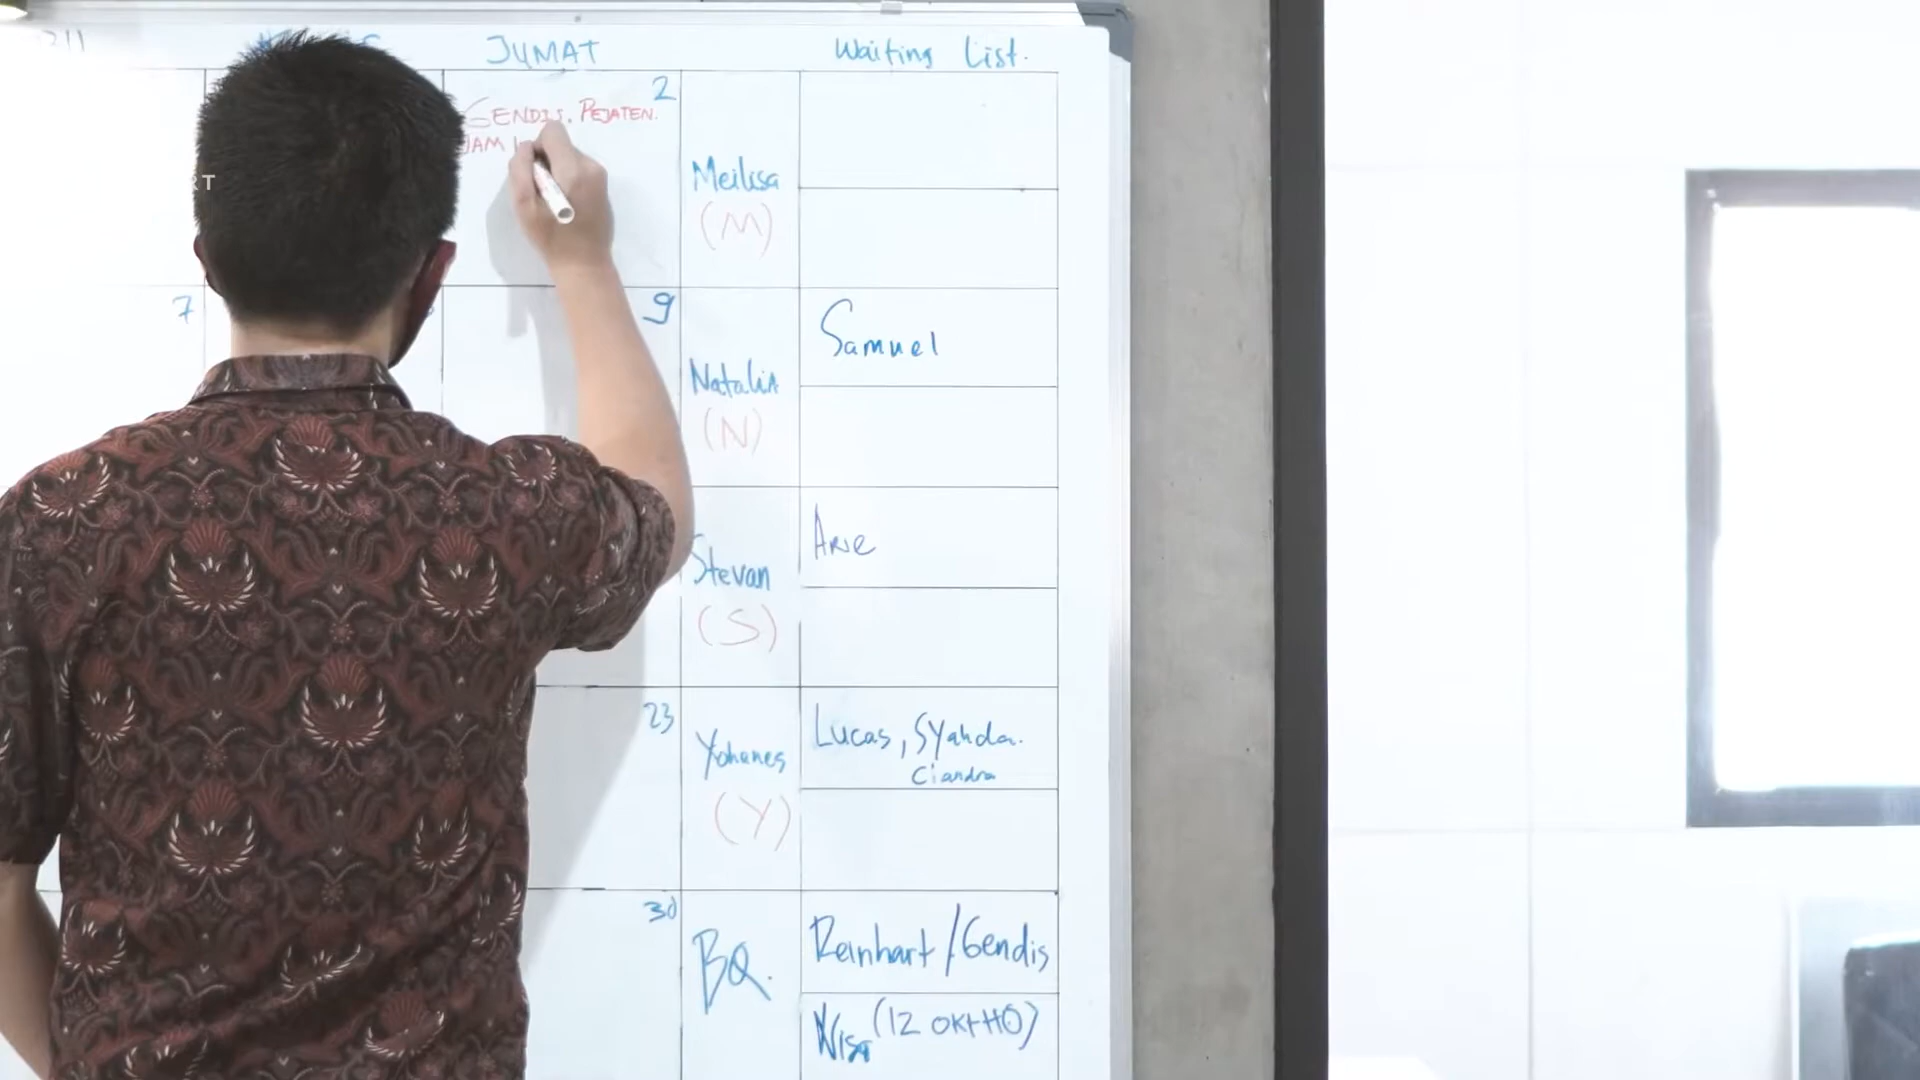 JUMAT
Waiting List.
2
GENDIS. PEJATEN.
JAM
Meilisa
(M)
7
9
Samuel
Natalia
(N)
Arie
Stevan
(S)
23
Lucas, Syahda.
Ciandra
Yohanes
(Y)
30
BQ.
Reinhart / Gendis
Nisa (12 OKT HO)